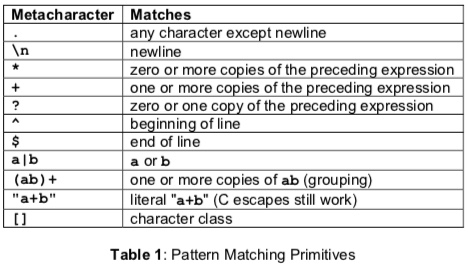 Metacharacter Matches
. any character except newline
\n newline
* zero or more copies of the preceding expression
+ one or more copies of the preceding expression
? zero or one copy of the preceding expression
^ beginning of line
$ end of line
a|b a or b
(ab)+ one or more copies of ab (grouping)
"a+b" literal "a+b" (C escapes still work)
[] character class
Table 1: Pattern Matching Primitives